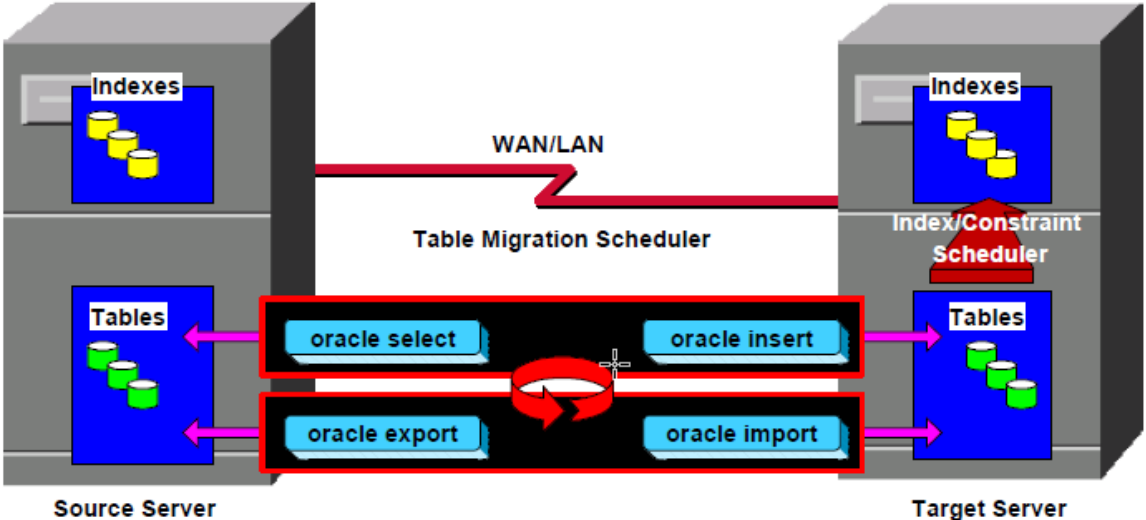 Indexes
Indexes
WAN/LAN
Index/Constraint
Scheduler
Table Migration Scheduler
Tables
Tables
oracle select
oracle insert
oracle export
oracle import
Source Server
Target Server